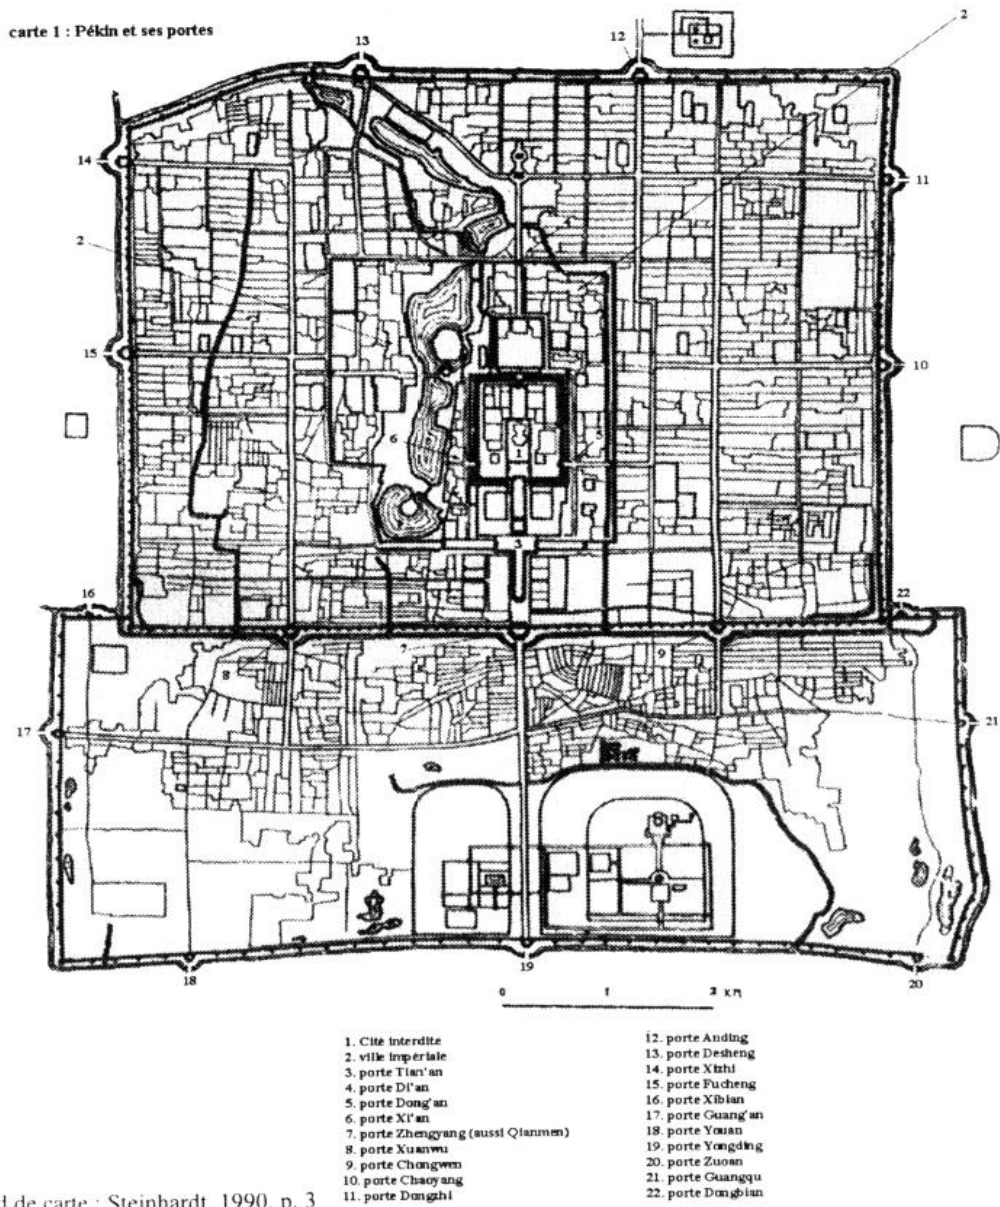 carte 1 : Pékin et ses portes
13
12
2
14
11
2
15
10
6
1
5
3
16
22
7
8
9
17
21
18
19
20
0 1 2 KM
1. Cité interdite
2. ville impériale
3. porte Tian'an
4. porte Di'an
5. porte Dong'an
6. porte Xi'an
7. porte Zhengyang (aussi Qianmen)
8. porte Xuanwu
9. porte Chongwen
10. porte Chaoyang
11. porte Dongzhi
12. porte Anding
13. porte Desheng
14. porte Xizhi
15. porte Fucheng
16. porte Xibian
17. porte Guang'an
18. porte Youan
19. porte Yongding
20. porte Zuoan
21. porte Guangqu
22. porte Dongbian
d de carte : Steinhardt, 1990, p. 3